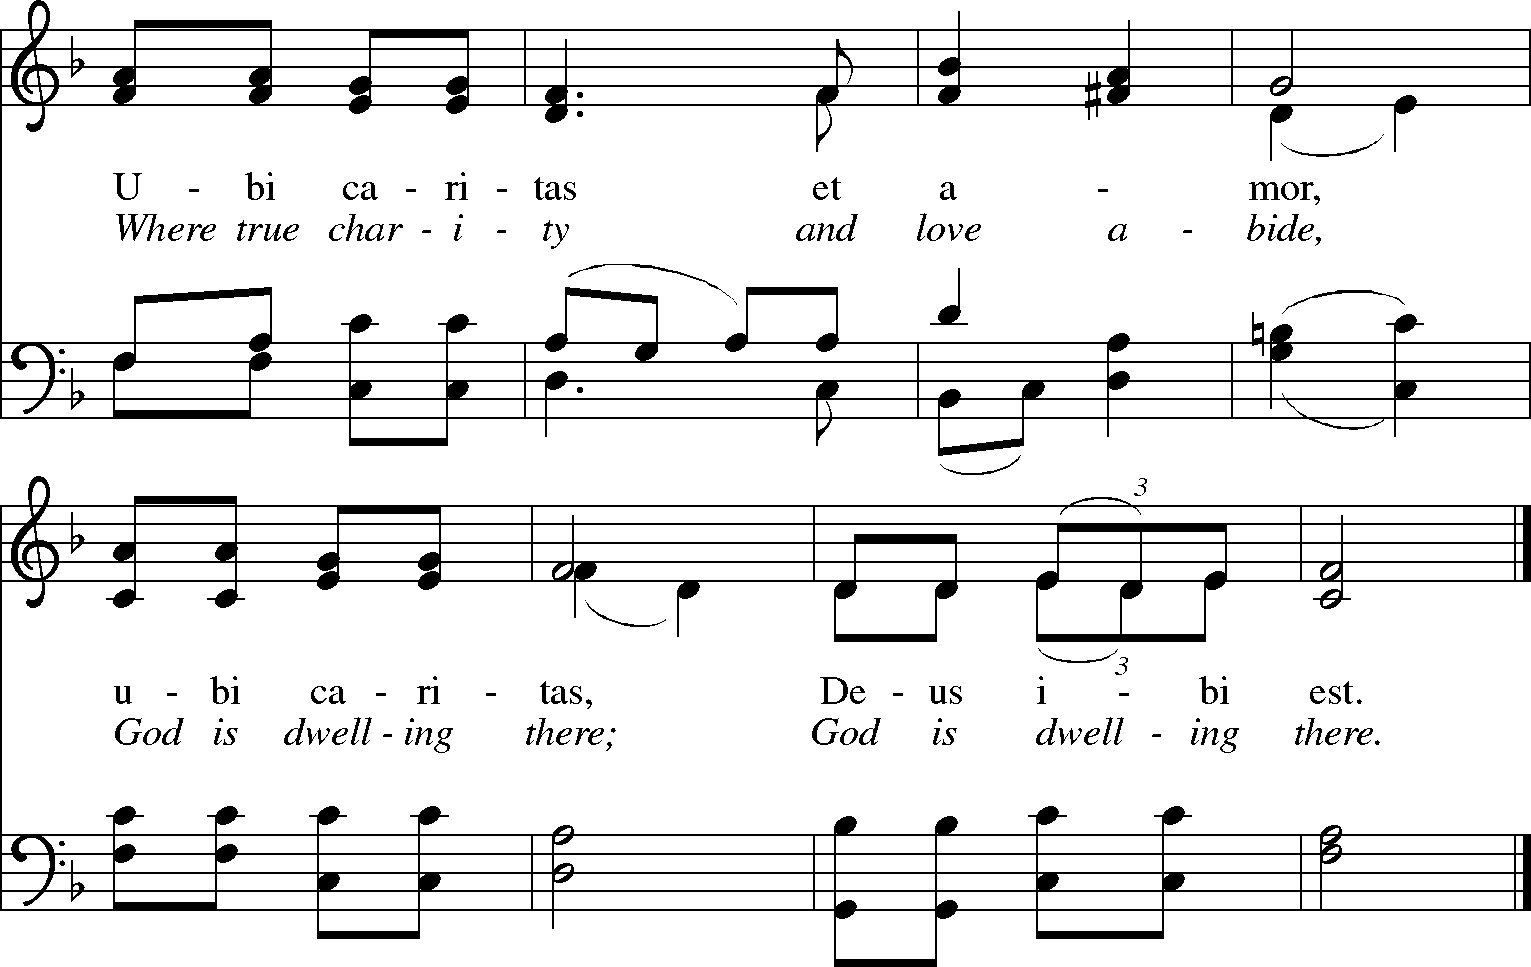 U - bi ca - ri - tas et a - mor,
Where true char - i - ty and love a - bide,
3
u - bi ca - ri - tas, De - us i - bi est.
3
God is dwell - ing there; God is dwell - ing there.